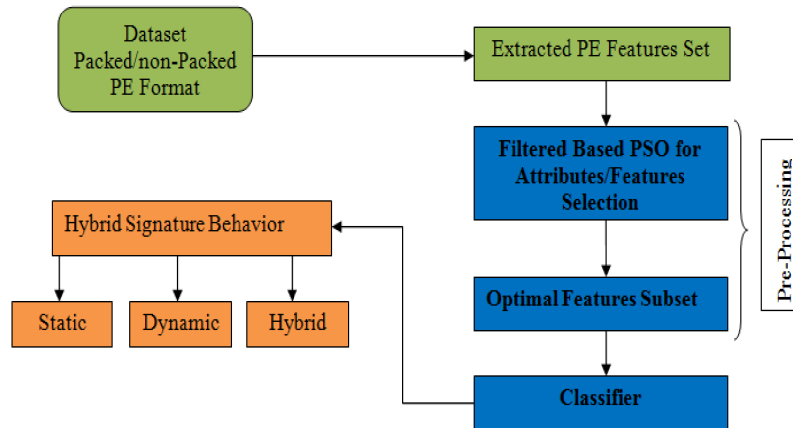 Dataset
Packed/non-Packed
PE Format
Extracted PE Features Set
Filtered Based PSO for
Attributes/Features
Selection
Pre-Processing
Optimal Features Subset
Classifier
Hybrid Signature Behavior
Static
Dynamic
Hybrid